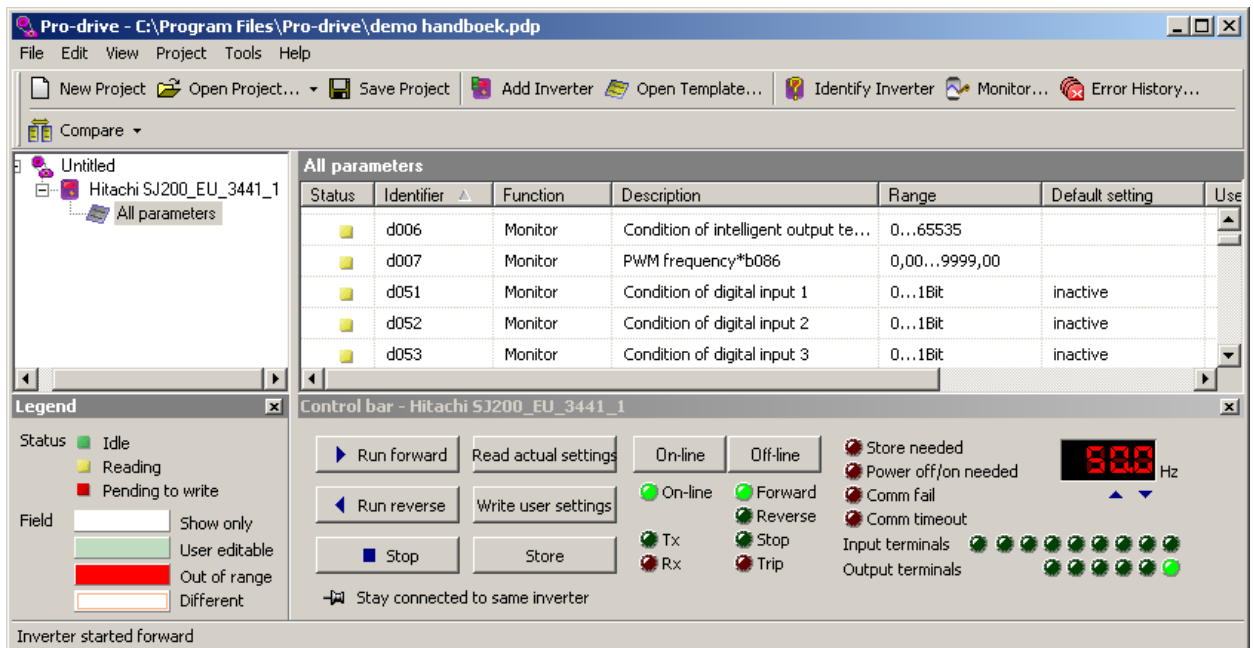 Pro-drive - C:\Program Files\Pro-drive\demo handboek.pdp
File Edit View Project Tools Help
New Project Open Project... Save Project Add Inverter Open Template... Identify Inverter Monitor... Error History...
Compare
Untitled
Hitachi SJ200_EU_3441_1
All parameters
All parameters
Status Identifier Function Description Range Default setting Use
d006 Monitor Condition of intelligent output te... 0...65535
d007 Monitor PWM frequency*b086 0,00...9999,00
d051 Monitor Condition of digital input 1 0...1Bit inactive
d052 Monitor Condition of digital input 2 0...1Bit inactive
d053 Monitor Condition of digital input 3 0...1Bit inactive
Legend
Status Idle
Reading
Pending to write
Field Show only
User editable
Out of range
Different
Control bar - Hitachi SJ200_EU_3441_1
Run forward Read actual settings On-line Off-line
Run reverse Write user settings
Stop Store
On-line Forward
Reverse
Tx Stop
Rx Trip
Store needed
Power off/on needed
Comm fail
Comm timeout
Input terminals
Output terminals
Hz
Stay connected to same inverter
Inverter started forward